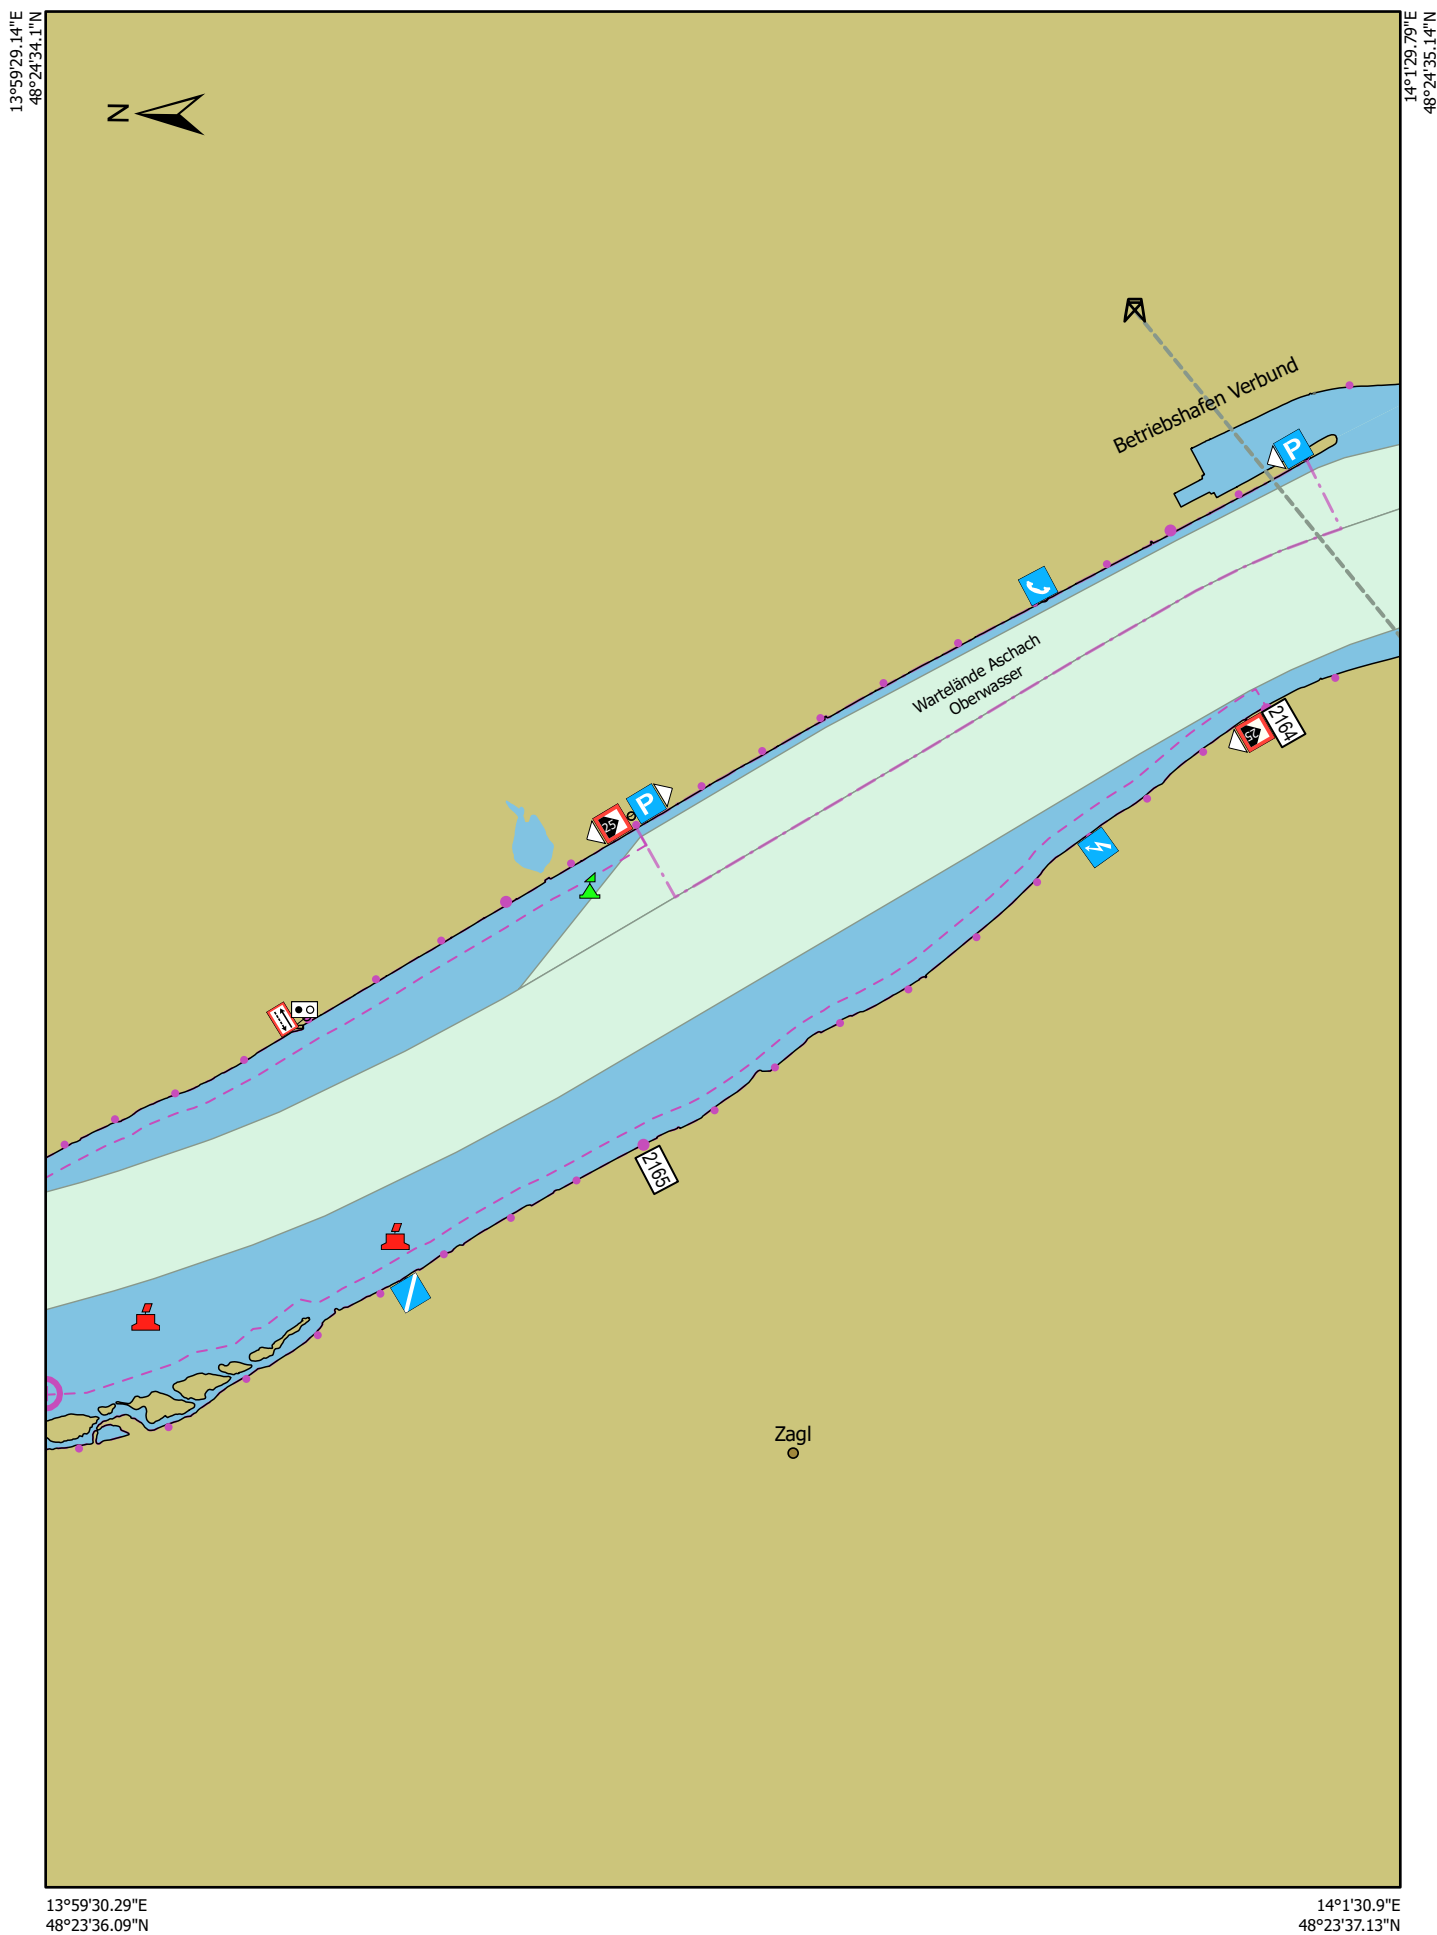 13°59'29.14"E
48°24'34.1"N
14°1'29.79"E
48°24'35.14"N
N
Betriebshafen Verbund
P
Wartelände Aschach
Oberwasser
2164
25
P
25
2165
Zagl
13°59'30.29"E
48°23'36.09"N
14°1'30.9"E
48°23'37.13"N